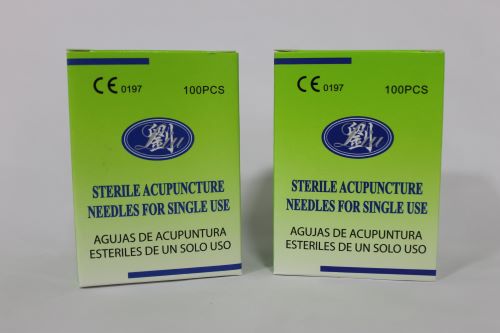 CE 0197 100PCS
劉
STERILE ACUPUNCTURE
NEEDLES FOR SINGLE USE
AGUJAS DE ACUPUNTURA
ESTERILES DE UN SOLO USO
CE 0197 100PCS
劉
STERILE ACUPUNCTURE
NEEDLES FOR SINGLE USE
AGUJAS DE ACUPUNTURA
ESTERILES DE UN SOLO USO